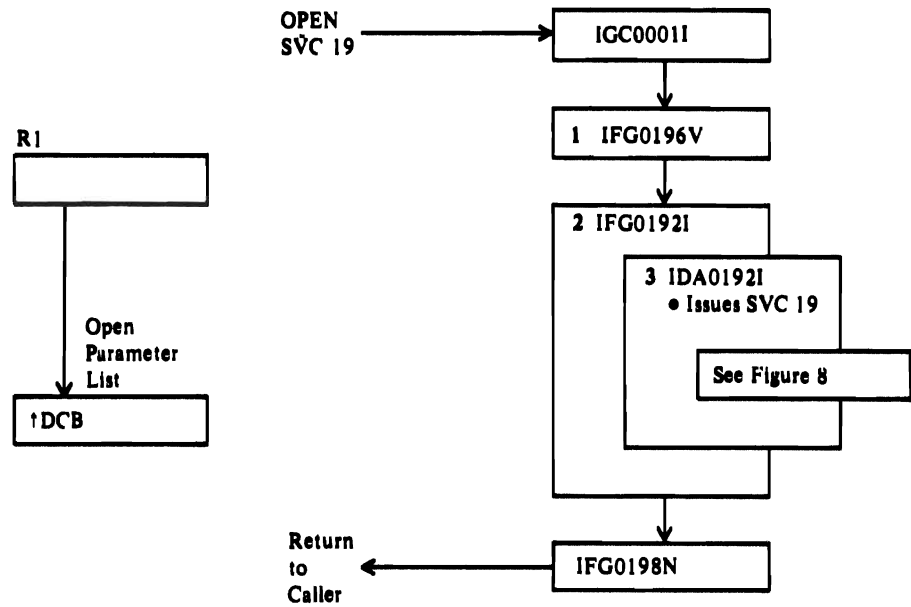 OPEN
SVC 19
IGC0001I
1 IFG0196V
R1
2 IFG0192I
3 IDA0192I
● Issues SVC 19
Open
Parameter
List
See Figure 8
↑DCB
Return
to
Caller
IFG0198N